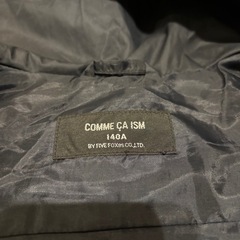 COMME ÇA ISM
140A
BY FIVE FOXes CO.,LTD.